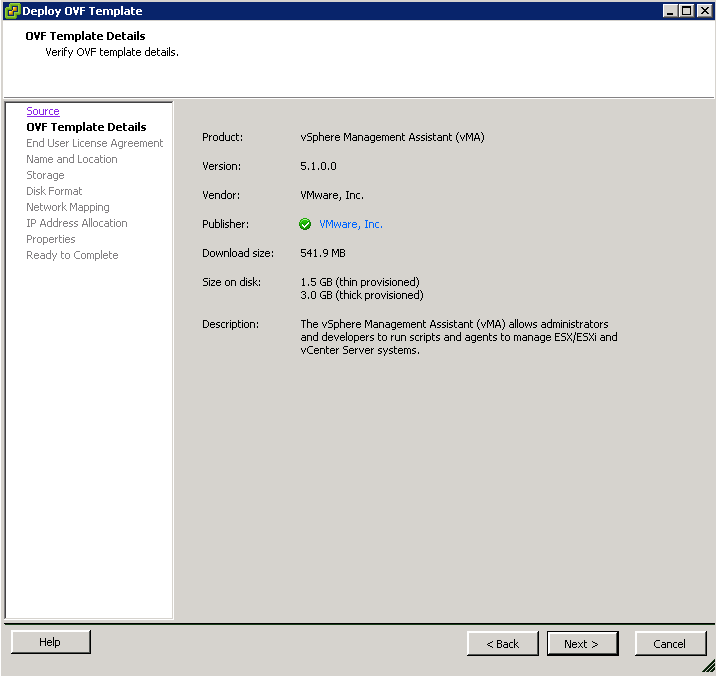 Deploy OVF Template
OVF Template Details
Verify OVF template details.
Source
OVF Template Details
End User License Agreement
Name and Location
Storage
Disk Format
Network Mapping
IP Address Allocation
Properties
Ready to Complete
Product: vSphere Management Assistant (vMA)
Version: 5.1.0.0
Vendor: VMware, Inc.
Publisher: VMware, Inc.
Download size: 541.9 MB
Size on disk: 1.5 GB (thin provisioned)
3.0 GB (thick provisioned)
Description: The vSphere Management Assistant (vMA) allows administrators
and developers to run scripts and agents to manage ESX/ESXi and
vCenter Server systems.
Help < Back Next > Cancel